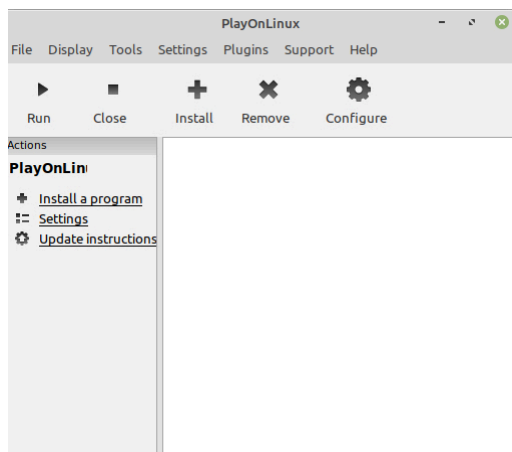 PlayOnLinux
File Display Tools Settings Plugins Support Help
Run Close Install Remove Configure
Actions
PlayOnLin
Install a program
Settings
Update instructions